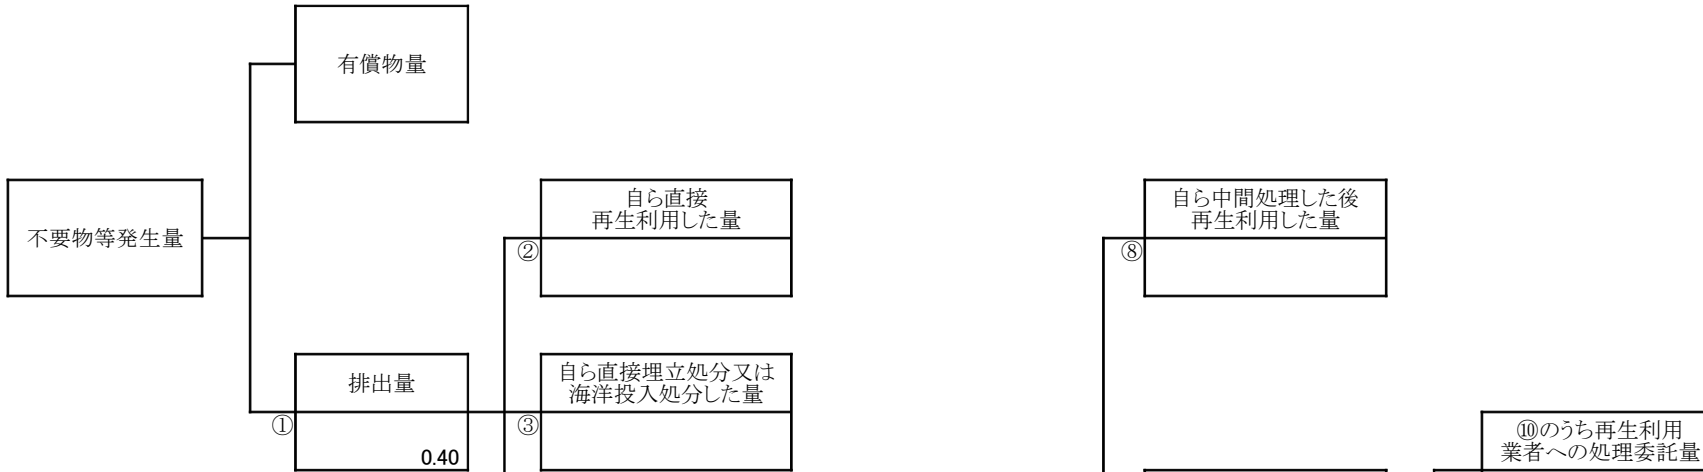 有償物量
不要物等発生量
自ら直接
再生利用した量
②
自ら中間処理した後
再生利用した量
⑧
排出量
①
0.40
自ら直接埋立処分又は
海洋投入処分した量
③
⑩のうち再生利用
業者への処理委託量